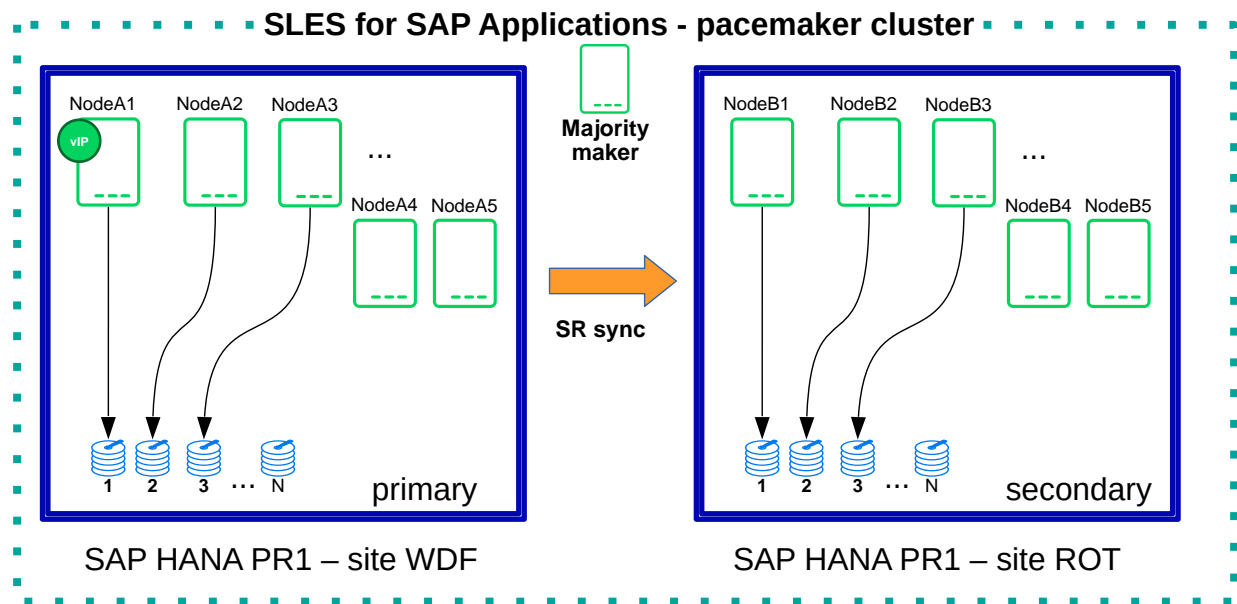 SLES for SAP Applications - pacemaker cluster
NodeA1
NodeA2
NodeA3
vIP
...
NodeA4
NodeA5
1
2
3
...
N
primary
SAP HANA PR1 – site WDF
Majority
maker
SR sync
NodeB1
NodeB2
NodeB3
...
NodeB4
NodeB5
1
2
3
...
N
secondary
SAP HANA PR1 – site ROT